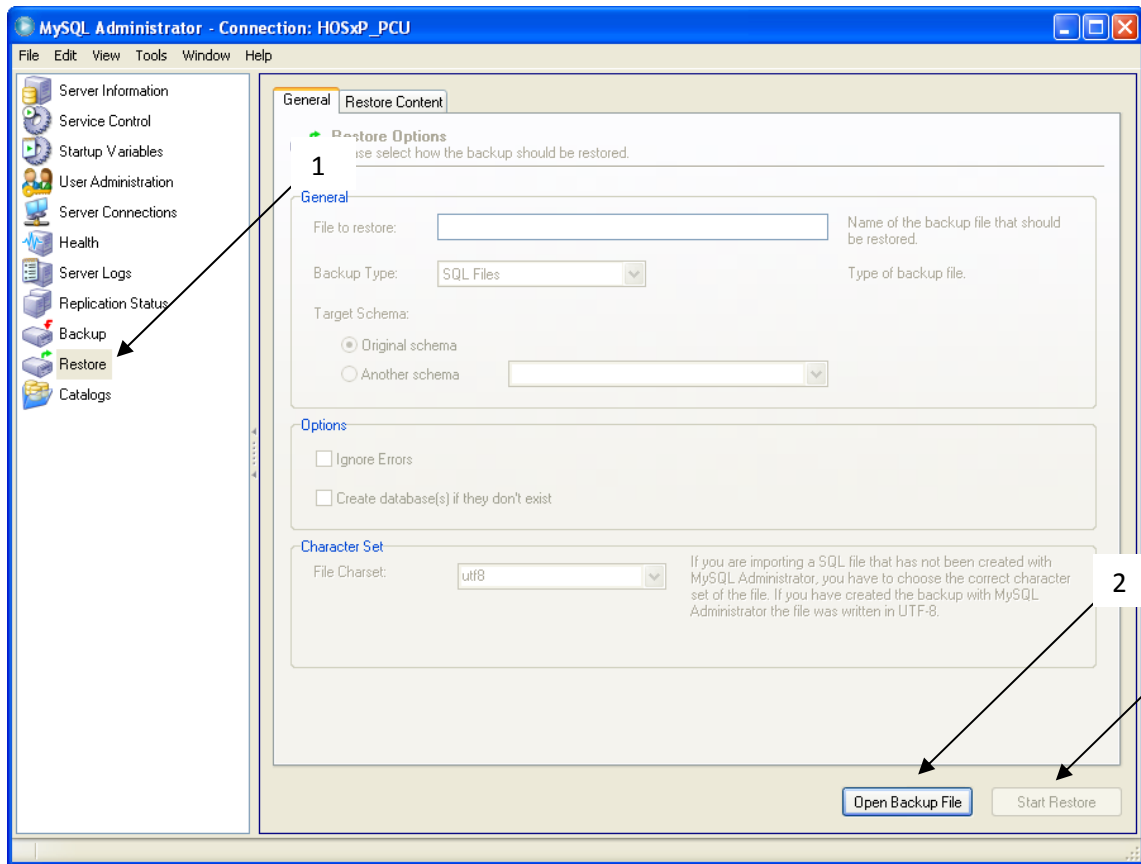 MySQL Administrator - Connection: HOSxP_PCU
File Edit View Tools Window Help
Server Information
Service Control
Startup Variables
User Administration
Server Connections
Health
Server Logs
Replication Status
Backup
Restore
Catalogs
General Restore Content
Restore Options
ase select how the backup should be restored.
1
General
File to restore:
Name of the backup file that should
be restored.
Backup Type: SQL Files Type of backup file.
Target Schema:
Original schema
Another schema
Options
Ignore Errors
Create database(s) if they don't exist
Character Set
File Charset: utf8
If you are importing a SQL file that has not been created with
MySQL Administrator, you have to choose the correct character
set of the file. If you have created the backup with MySQL
Administrator the file was written in UTF-8.
2
Open Backup File Start Restore